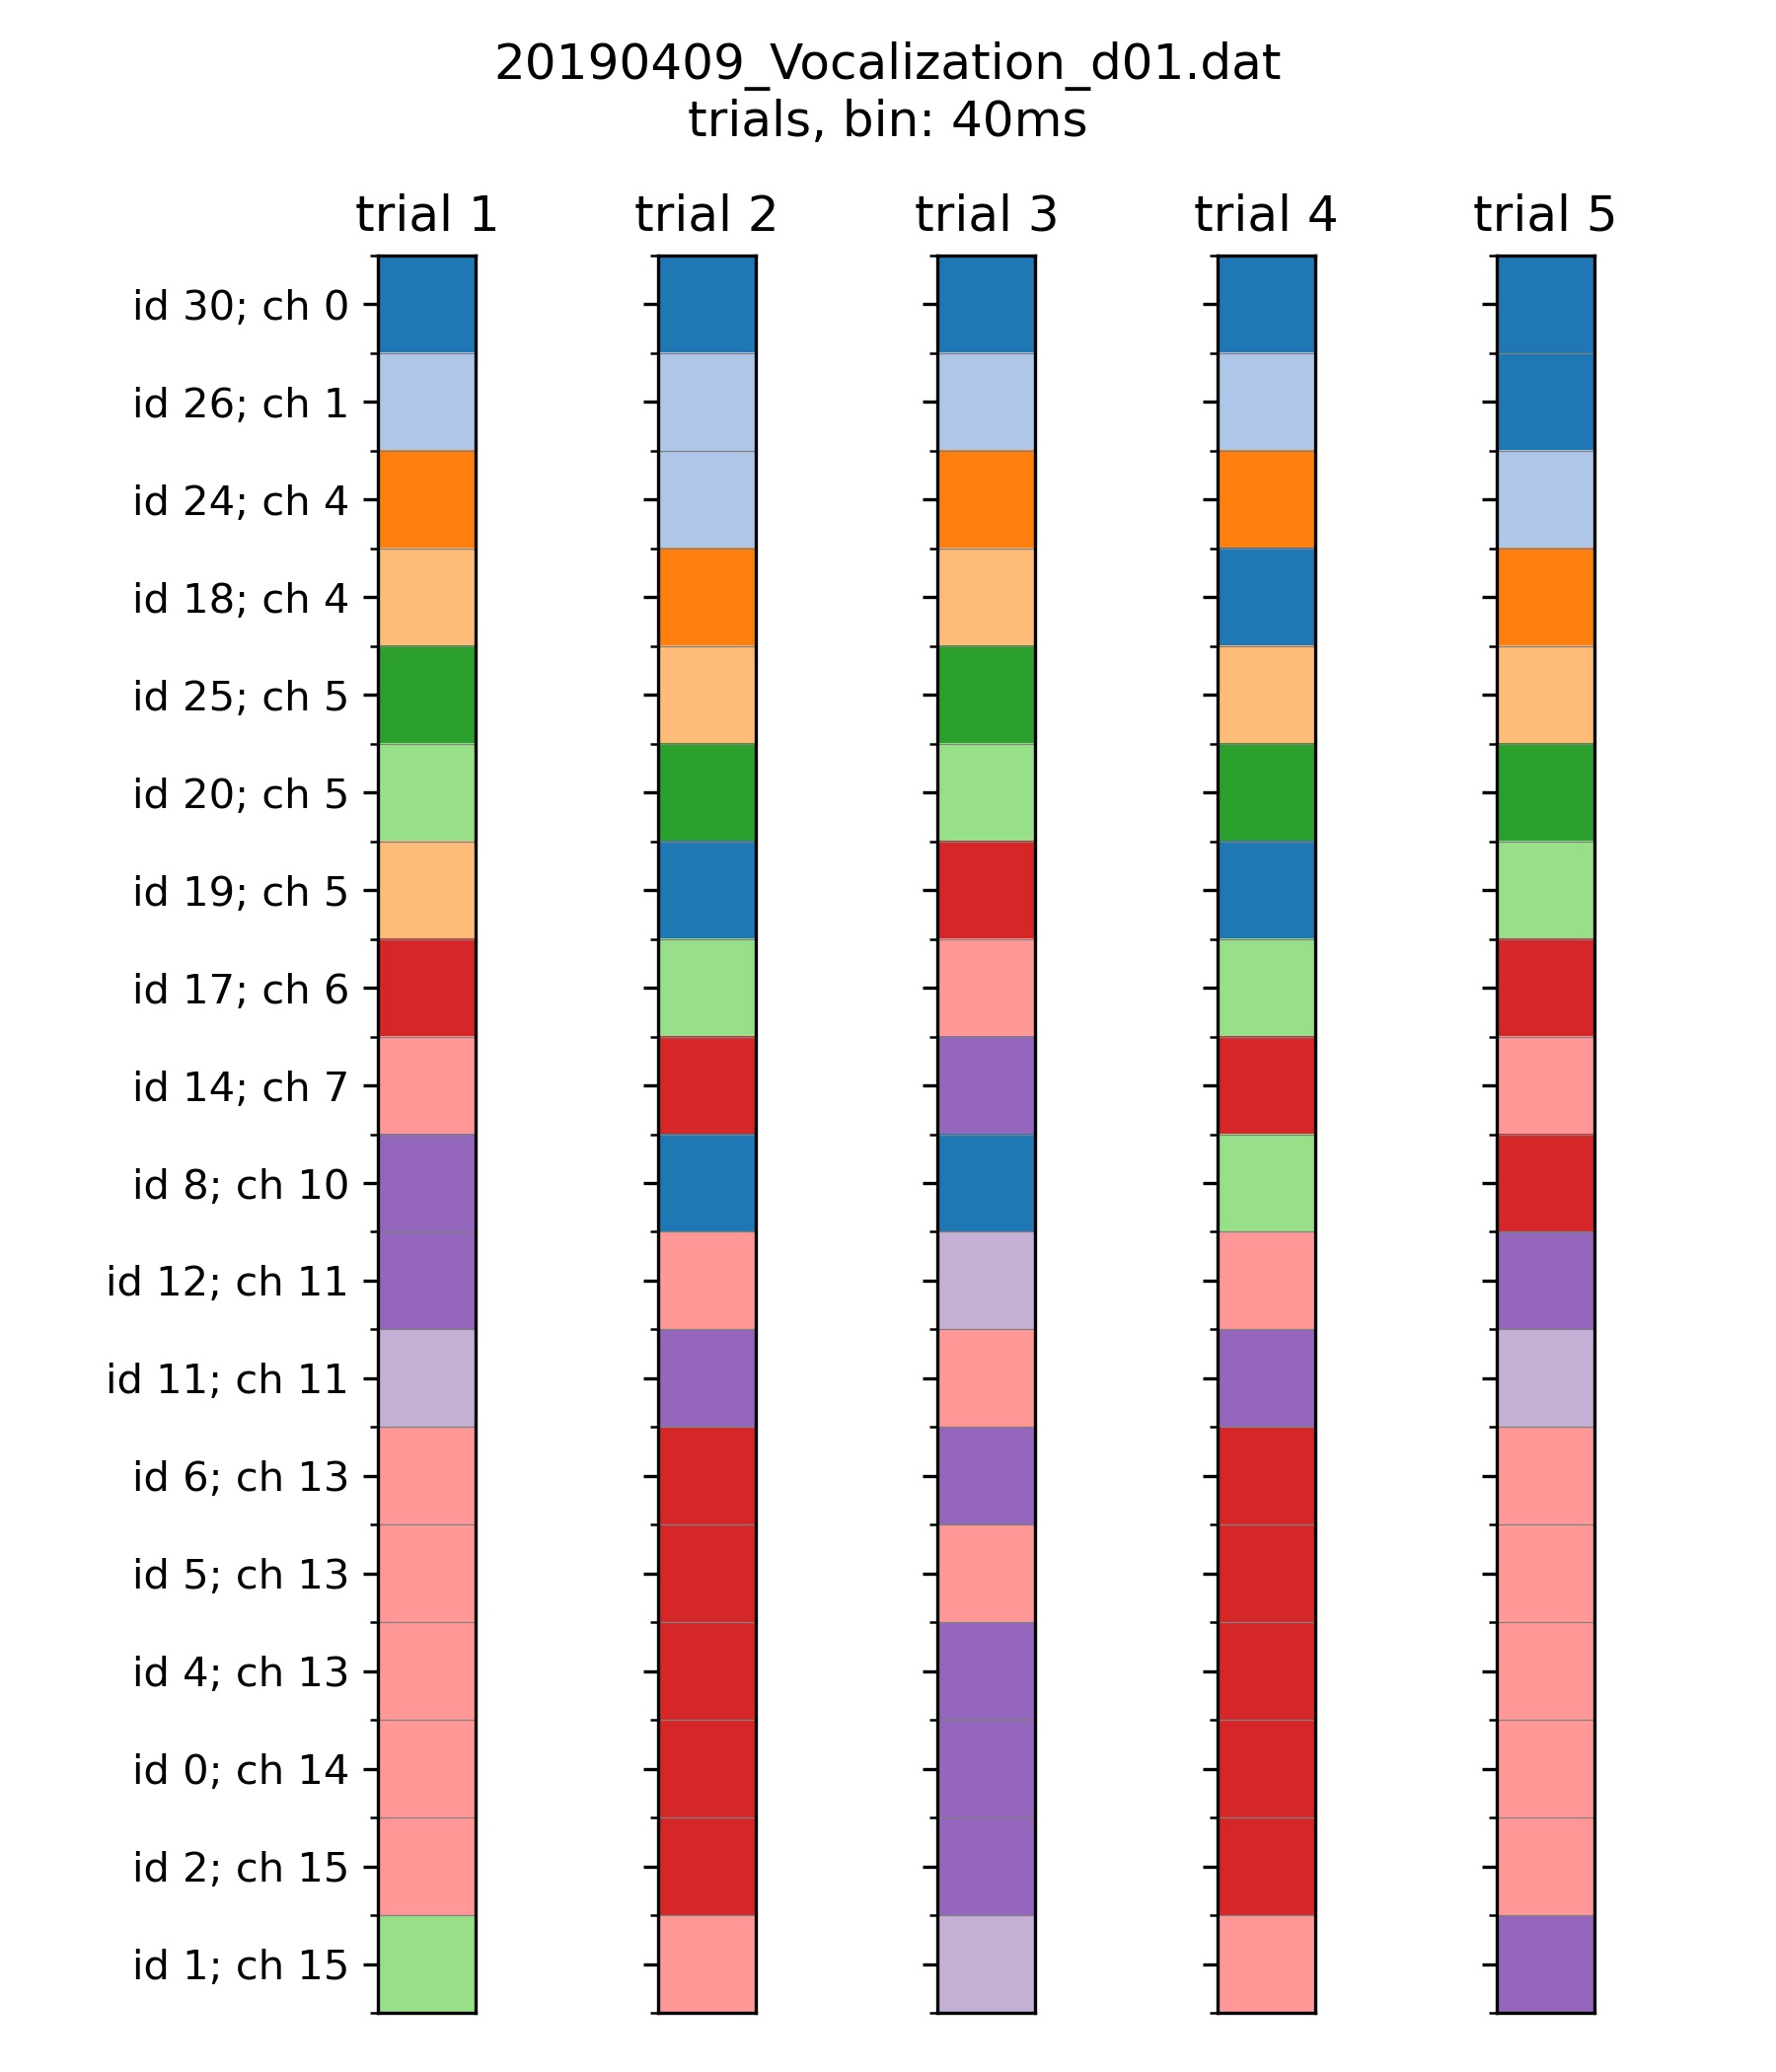 20190409_Vocalization_d01.dat
trials, bin: 40ms
trial 1 trial 2 trial 3 trial 4 trial 5
id 30; ch 0
id 26; ch 1
id 24; ch 4
id 18; ch 4
id 25; ch 5
id 20; ch 5
id 19; ch 5
id 17; ch 6
id 14; ch 7
id 8; ch 10
id 12; ch 11
id 11; ch 11
id 6; ch 13
id 5; ch 13
id 4; ch 13
id 0; ch 14
id 2; ch 15
id 1; ch 15